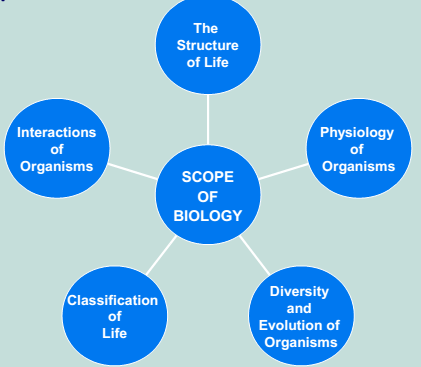 The
Structure
of Life
Interactions
of
Organisms
Physiology
of
Organisms
SCOPE
OF
BIOLOGY
Classification
of
Life
Diversity
and
Evolution of
Organisms